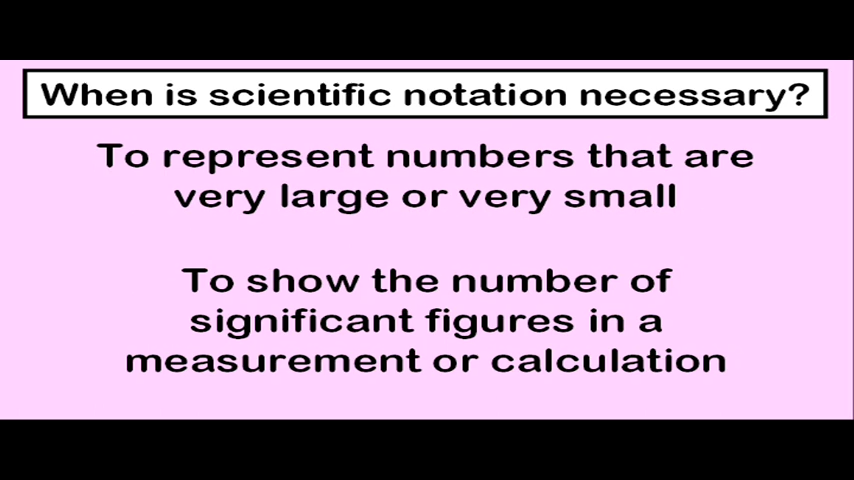 When is scientific notation necessary?
To represent numbers that are
very large or very small
To show the number of
significant figures in a
measurement or calculation